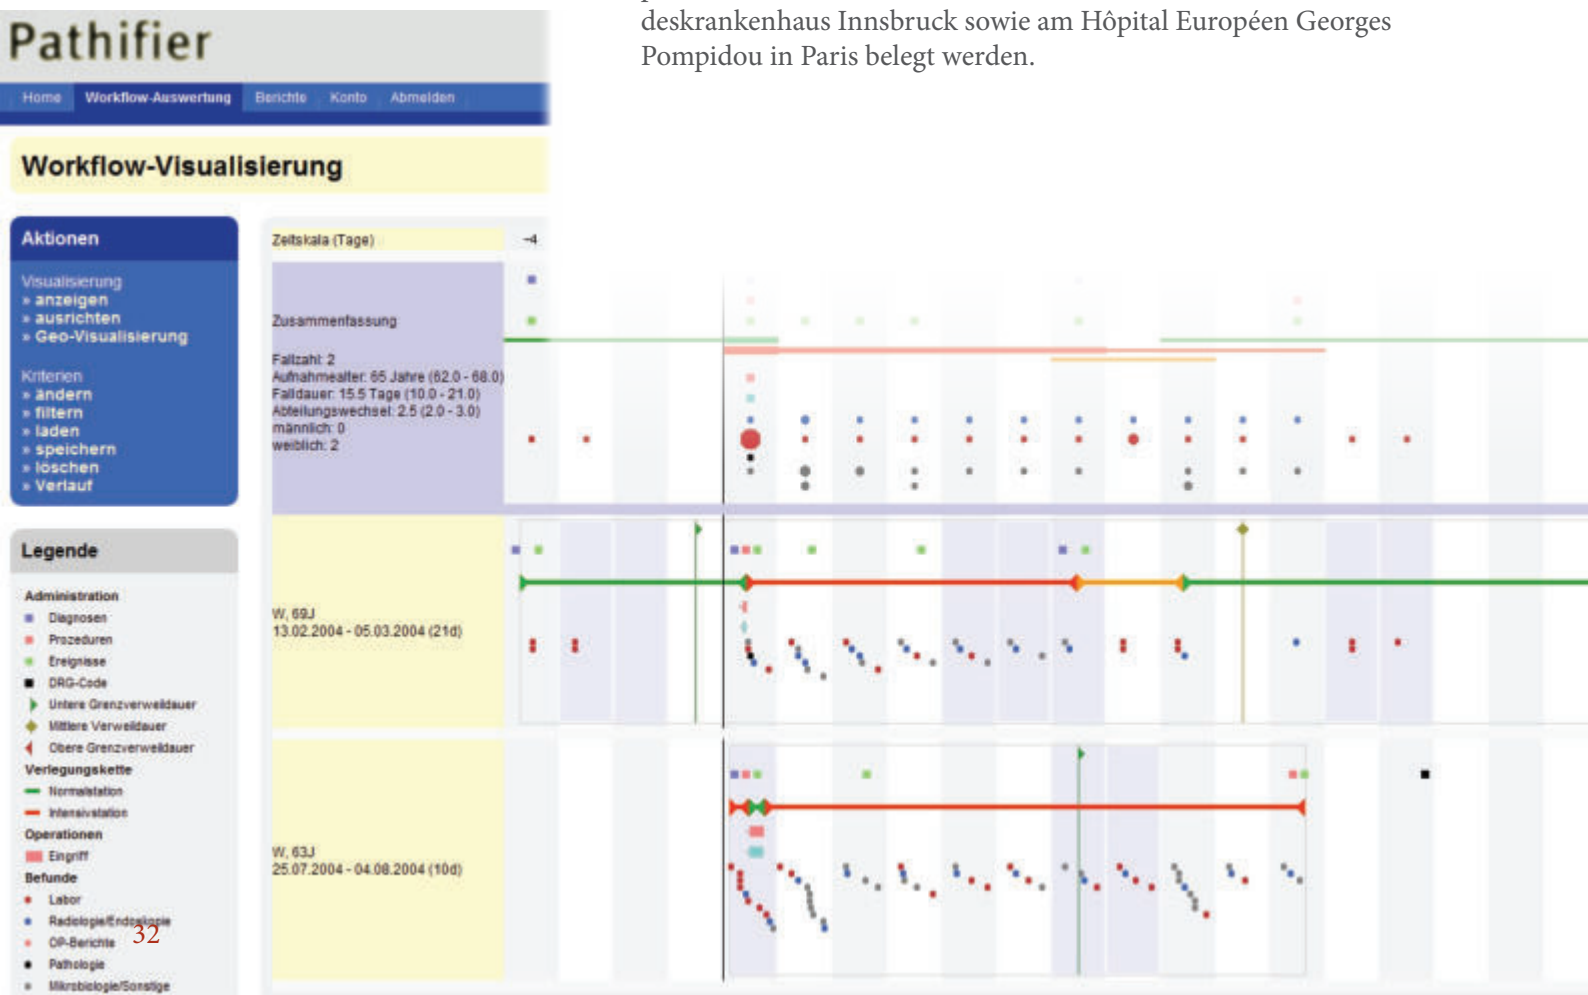 deskrankenhaus Innsbruck sowie am Hôpital Européen Georges
Pompidou in Paris belegt werden.
Pathifier
Home Workflow-Auswertung Berichte Konto Abmelden
Workflow-Visualisierung
Aktionen
Visualisierung
» anzeigen
» ausrichten
» Geo-Visualisierung
Kriterien
» ändern
» filtern
» laden
» speichern
» löschen
» Verlauf
Legende
Administration
Diagnosen
Prozeduren
Ereignisse
DRG-Code
Untere Grenzverweildauer
Mittlere Verweildauer
Obere Grenzverweildauer
Verlegungskette
Normalstation
Intensivstation
Operationen
Eingriff
Befunde
Labor
Radiologie/Endoskopie
OP-Berichte
Pathologie
Mikrobiologie/Sonstige
32
Zeitskala (Tage) -4
Zusammenfassung
Fallzahl: 2
Aufnahmealter: 65 Jahre (62.0 - 68.0)
Falldauer: 15.5 Tage (10.0 - 21.0)
Abteilungswechsel: 2.5 (2.0 - 3.0)
männlich: 0
weiblich: 2
W, 69J
13.02.2004 - 05.03.2004 (21d)
W, 63J
25.07.2004 - 04.08.2004 (10d)